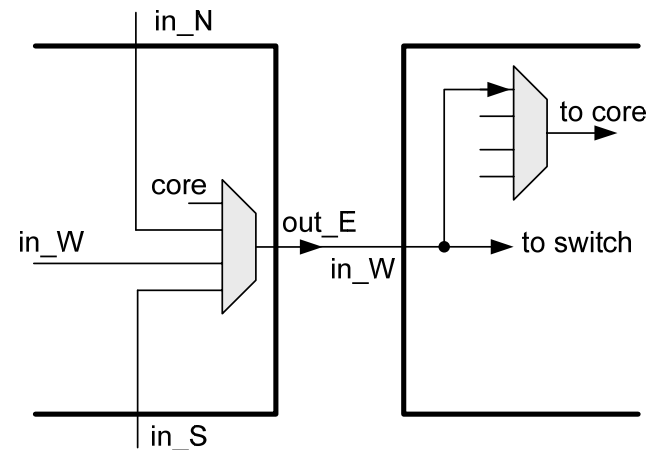 in_N
to core
core
out_E
in_W
to switch
in_W
in_S